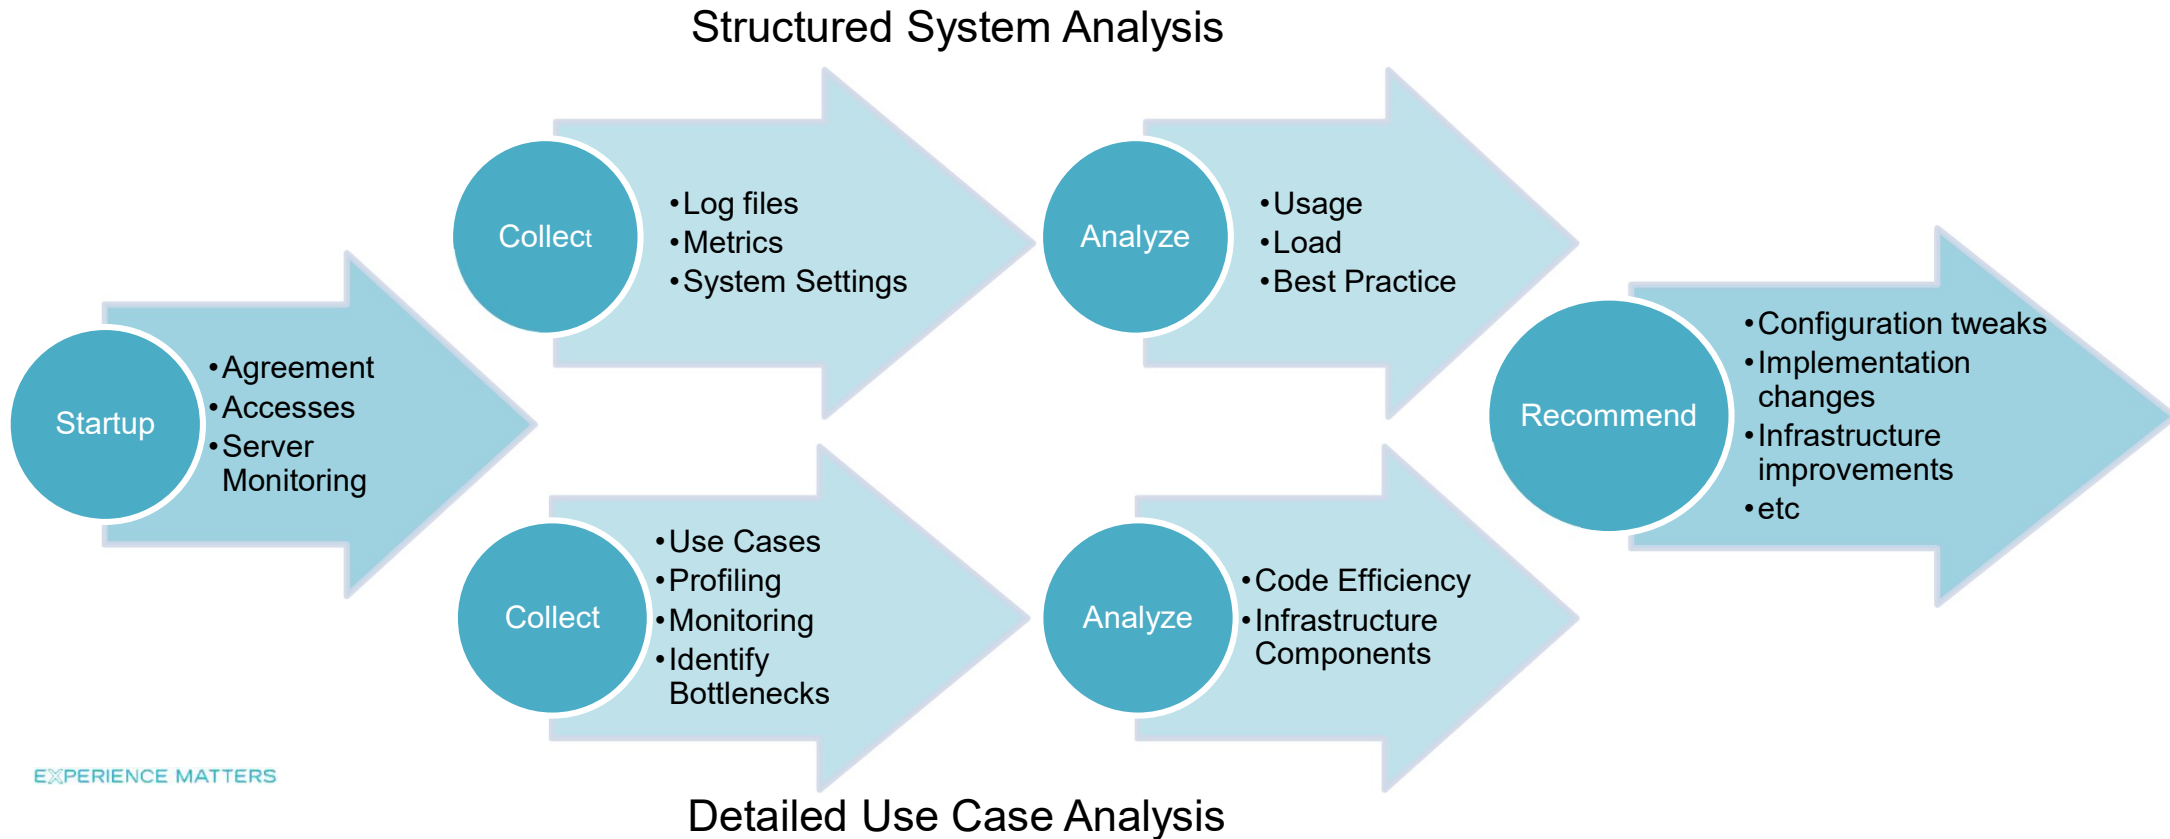 Structured System Analysis
Collect
•Log files
•Metrics
•System Settings
Analyze
•Usage
•Load
•Best Practice
Startup
•Agreement
•Accesses
•Server
Monitoring
Collect
•Use Cases
•Profiling
•Monitoring
•Identify
Bottlenecks
Analyze
•Code Efficiency
•Infrastructure
Components
Recommend
•Configuration tweaks
•Implementation
changes
•Infrastructure
improvements
•etc
EXPERIENCE MATTERS
Detailed Use Case Analysis